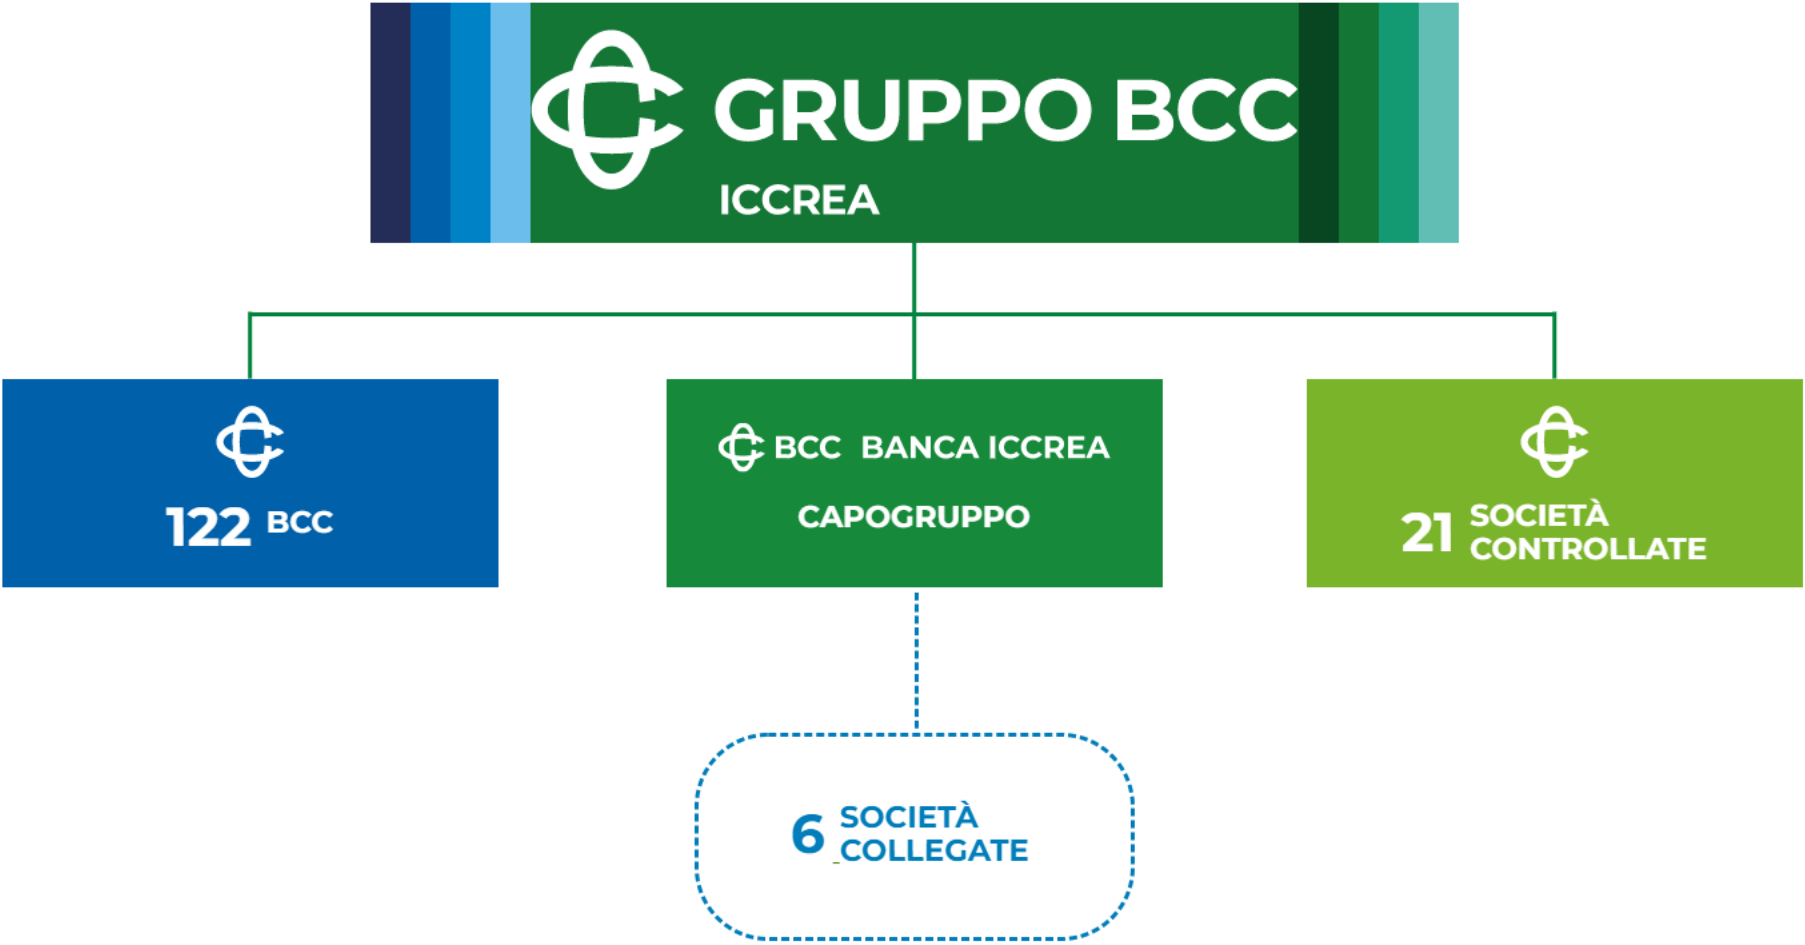 GRUPPO BCC
ICCREA
122 BCC
BCC BANCA ICCREA
CAPOGRUPPO
21 SOCIETÀ
CONTROLLATE
6 SOCIETÀ
COLLEGATE